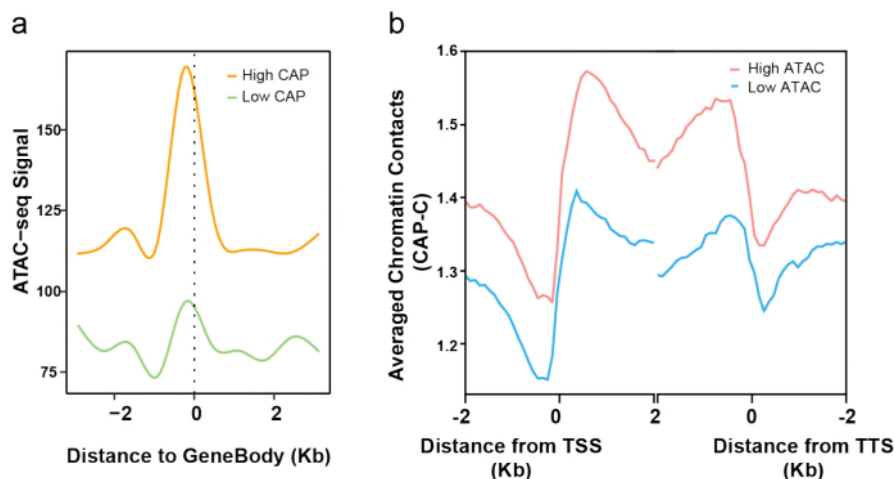 a
ATAC−seq Signal
150
125
100
75
High CAP
Low CAP
−2
0
2
Distance to GeneBody (Kb)
b
Averaged Chromatin Contacts
(CAP-C)
1.6
1.5
1.4
1.3
1.2
High ATAC
Low ATAC
-2
0
2
0
-2
Distance from TSS
(Kb)
Distance from TTS
(Kb)